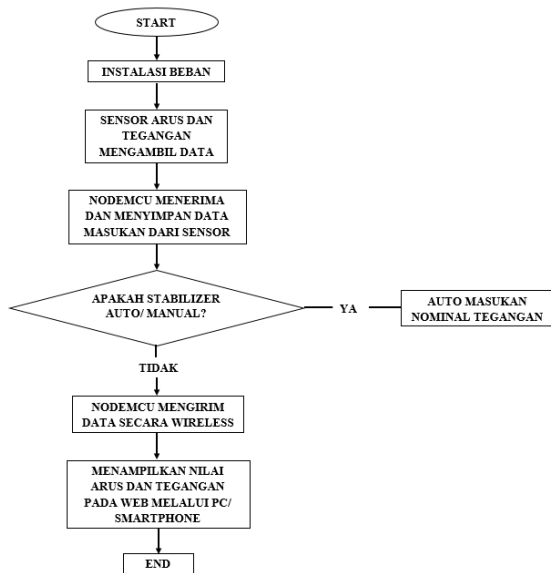 START
INSTALASI BEBAN
SENSOR ARUS DAN
TEGANGAN
MENGAMBIL DATA
NODEMCU MENERIMA
DAN MENYIMPAN DATA
MASUKAN DARI SENSOR
APAKAH STABILIZER
AUTO/ MANUAL?
YA
AUTO MASUKAN
NOMINAL TEGANGAN
TIDAK
NODEMCU MENGIRIM
DATA SECARA WIRELESS
MENAMPILKAN NILAI
ARUS DAN TEGANGAN
PADA WEB MELALUI PC/
SMARTPHONE
END